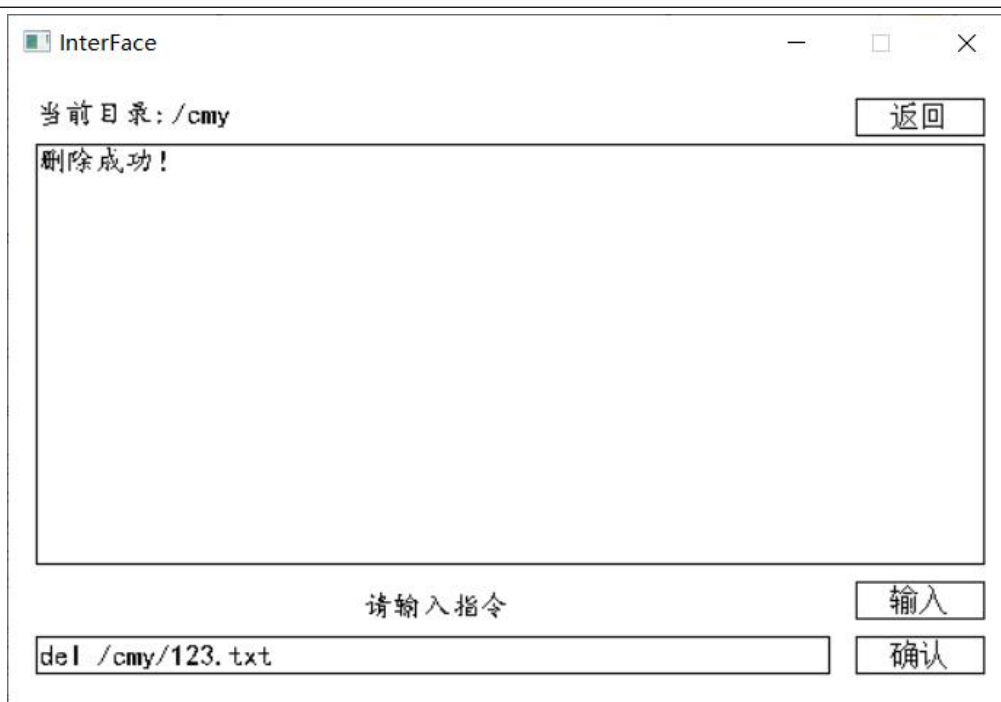 InterFace
当前目录:/cmy
返回
删除成功!
请输入指令
输入
del /cmy/123.txt
确认